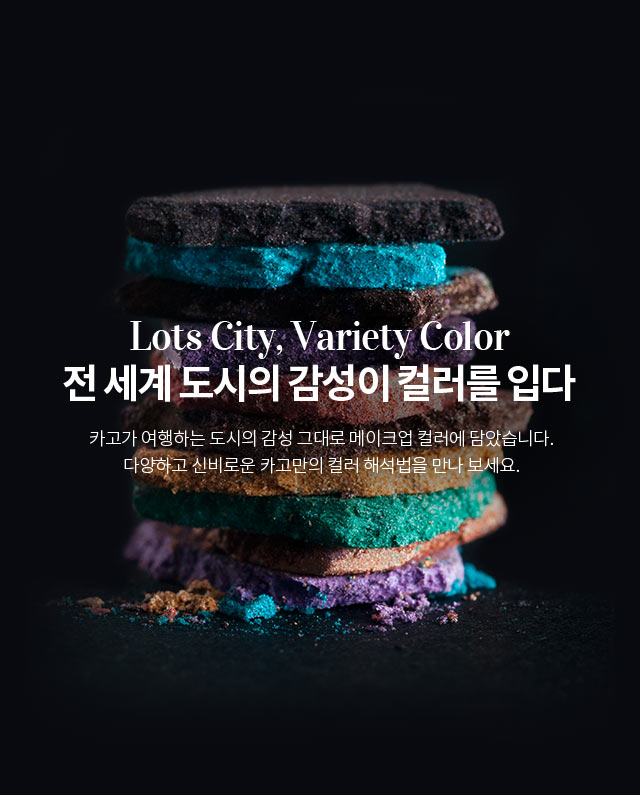 Lots City, Variety Color
전 세계 도시의 감성이 컬러를 입다
카고가 여행하는 도시의 감성 그대로 메이크업 컬러에 담았습니다.
다양하고 신비로운 카고만의 컬러 해석법을 만나 보세요.